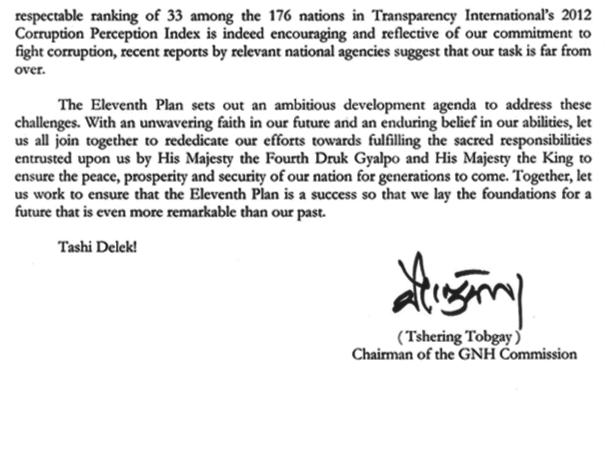 respectable ranking of 33 among the 176 nations in Transparency International's 2012
Corruption Perception Index is indeed encouraging and reflective of our commitment to
fight corruption, recent reports by relevant national agencies suggest that our task is far from
over.
The Eleventh Plan sets out an ambitious development agenda to address these
challenges. With an unwavering faith in our future and an enduring belief in our abilities, let
us all join together to rededicate our efforts towards fulfilling the sacred responsibilities
entrusted upon us by His Majesty the Fourth Druk Gyalpo and His Majesty the King to
ensure the peace, prosperity and security of our nation for generations to come. Together, let
us work to ensure that the Eleventh Plan is a success so that we lay the foundations for a
future that is even more remarkable than our past.
Tashi Delek!
( Tshering Tobgay )
Chairman of the GNH Commission